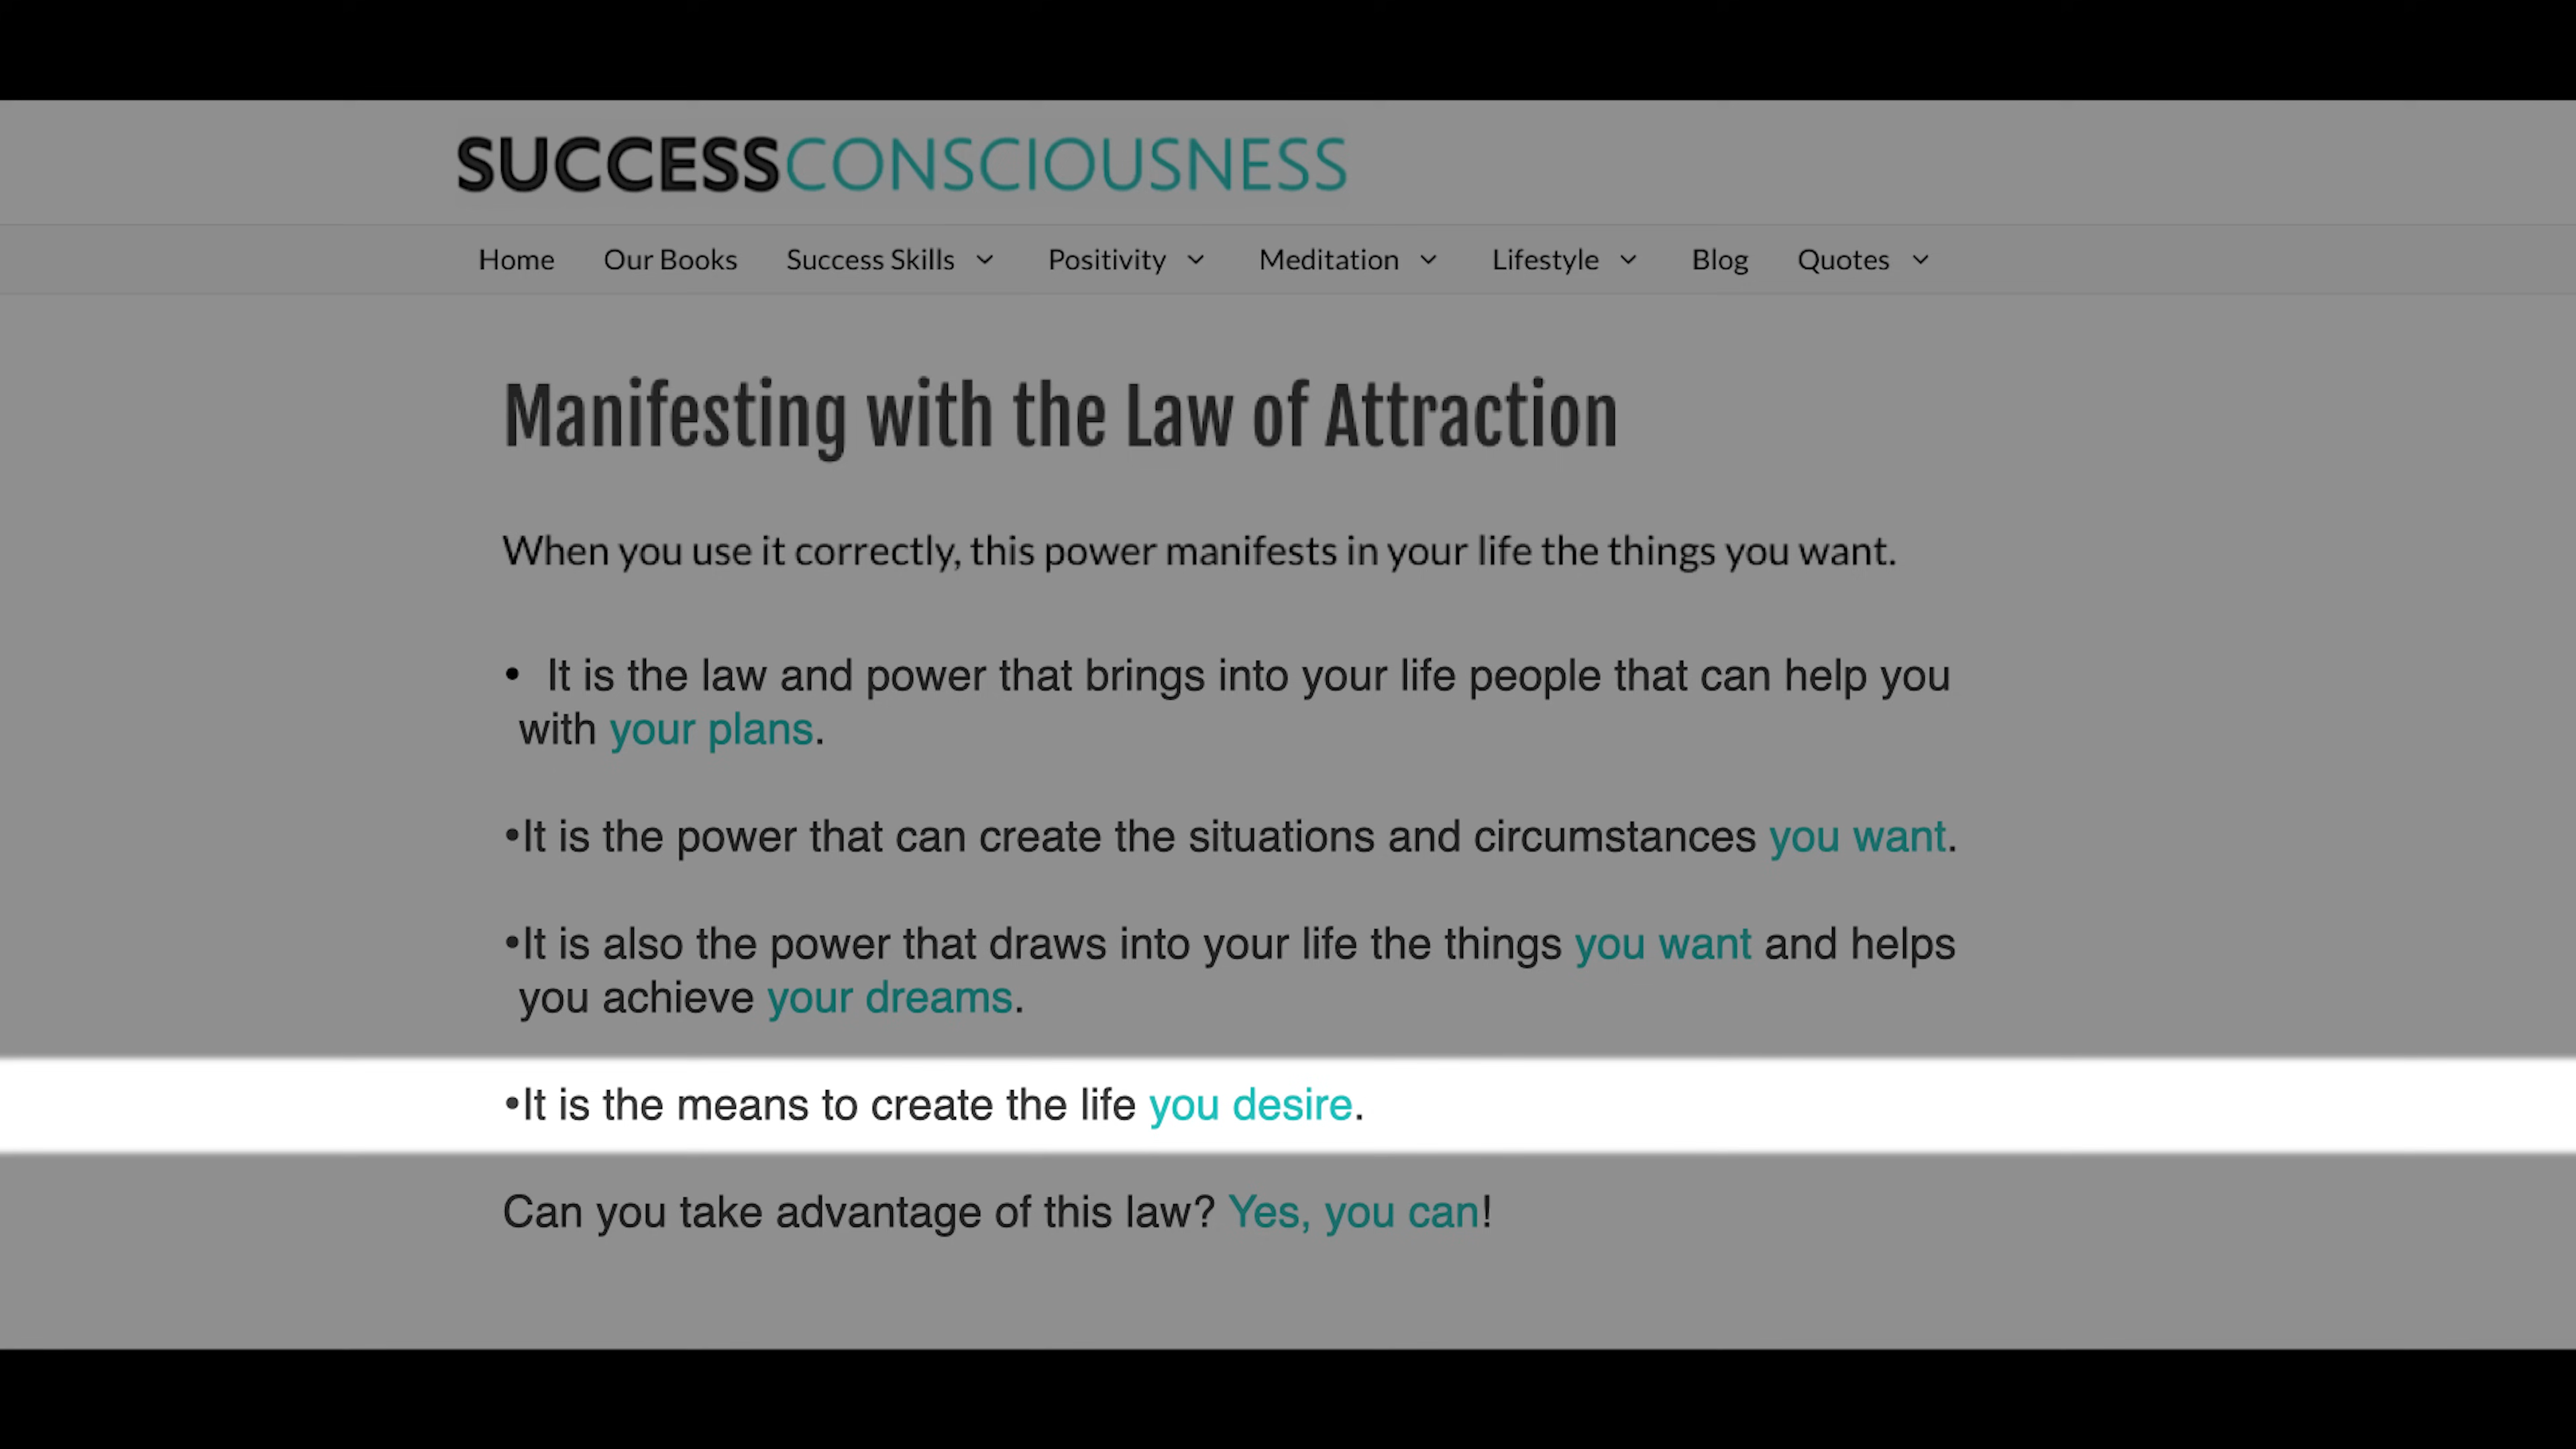 SUCCESSCONSCIOUSNESS
Home Our Books Success Skills Positivity Meditation Lifestyle Blog Quotes
Manifesting with the Law of Attraction
When you use it correctly, this power manifests in your life the things you want.
• It is the law and power that brings into your life people that can help you
with your plans.
•It is the power that can create the situations and circumstances you want.
•It is also the power that draws into your life the things you want and helps
you achieve your dreams.
•It is the means to create the life you desire.
Can you take advantage of this law? Yes, you can!